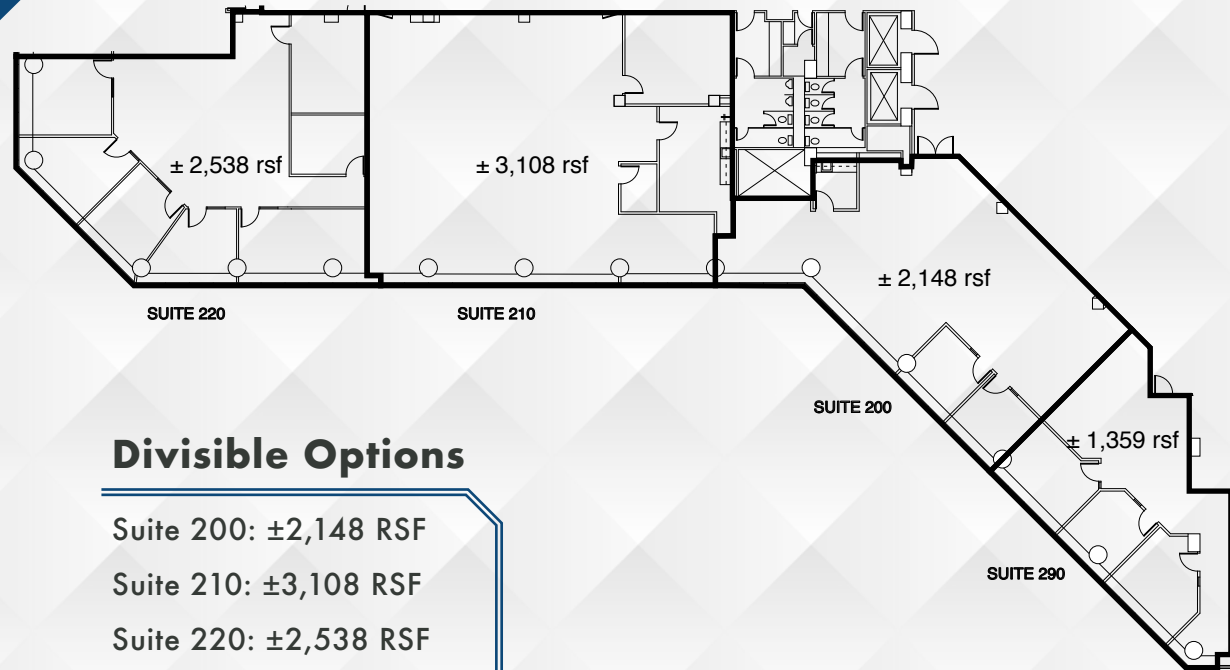 ± 2,538 rsf
± 3,108 rsf
± 2,148 rsf
± 1,359 rsf
SUITE 220
SUITE 210
SUITE 200
SUITE 290
Divisible Options
Suite 200: ±2,148 RSF
Suite 210: ±3,108 RSF
Suite 220: ±2,538 RSF